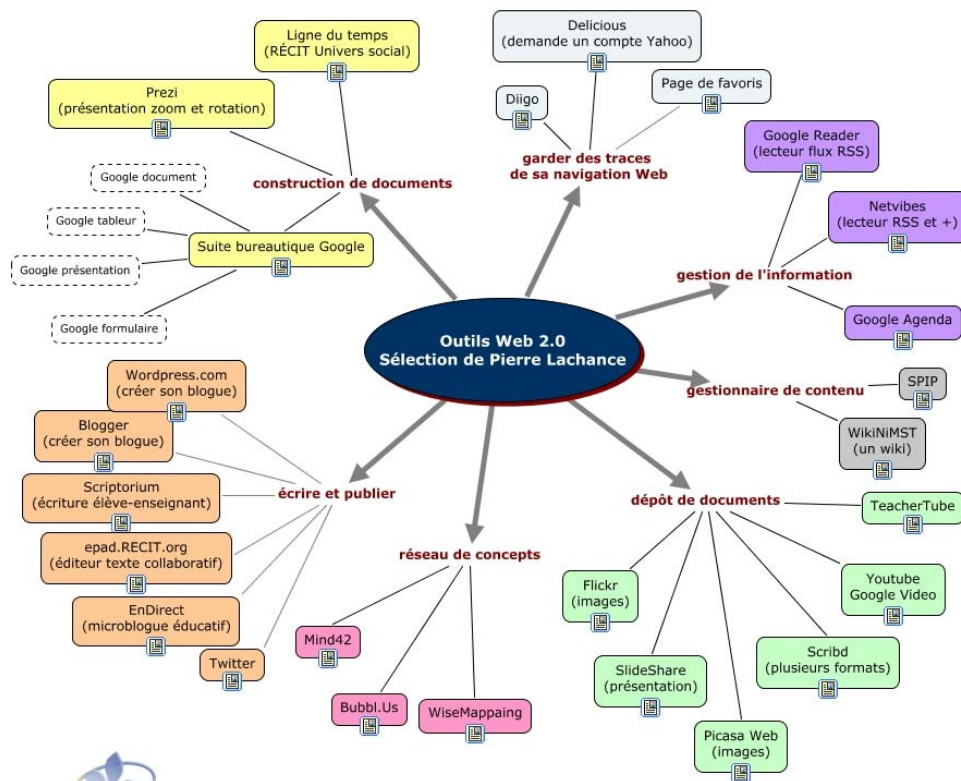 Ligne du temps
(RÉCIT Univers social)
Prezi
(présentation zoom et rotation)
construction de documents
Google document
Google tableur
Google présentation
Google formulaire
Suite bureautique Google
Delicious
(demande un compte Yahoo)
Diigo
Page de favoris
garder des traces
de sa navigation Web
Google Reader
(lecteur flux RSS)
Netvibes
(lecteur RSS et +)
gestion de l'information
Google Agenda
Outils Web 2.0
Sélection de Pierre Lachance
gestionnaire de contenu
SPIP
WikiNiMST
(un wiki)
Wordpress.com
(créer son blogue)
Blogger
(créer son blogue)
Scriptorium
(écriture élève-enseignant)
epad.RECIT.org
(éditeur texte collaboratif)
EnDirect
(microblogue éducatif)
Twitter
écrire et publier
réseau de concepts
Mind42
Bubbl.Us
WiseMappaing
dépôt de documents
TeacherTube
Flickr
(images)
Youtube
Google Video
SlideShare
(présentation)
Scribd
(plusieurs formats)
Picasa Web
(images)